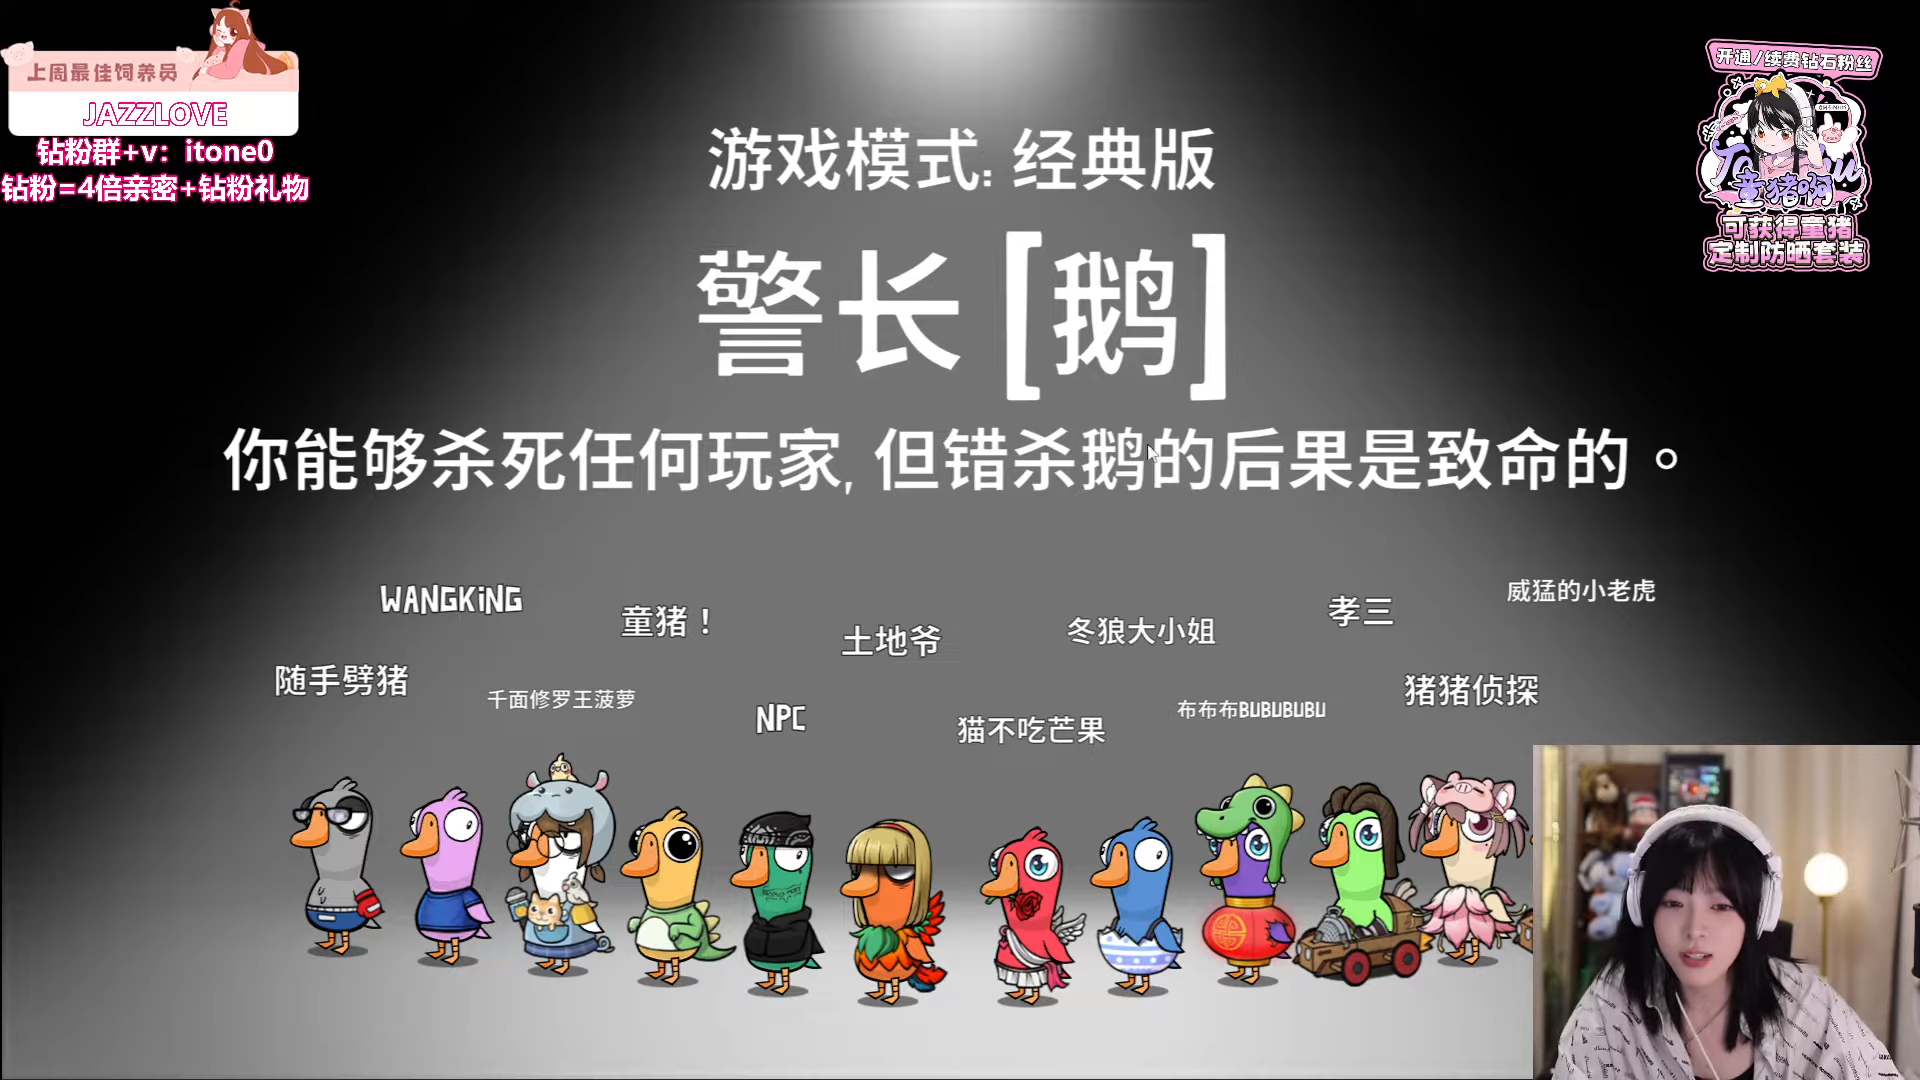 上周最佳饲养员
JAZZLOVE
钻粉群+v：itone0
钻粉=4倍亲密+钻粉礼物
开通/续费钻石粉丝
童猪啊
可获得童猪
定制防晒套装
游戏模式: 经典版
警长 [鹅]
你能够杀死任何玩家, 但错杀鹅的后果是致命的。
WANGKING
童猪！
土地爷
冬狼大小姐
孝三
威猛的小老虎
随手劈猪
千面修罗王菠萝
NPC
猫不吃芒果
布布布BUBUBUBU
猪猪侦探